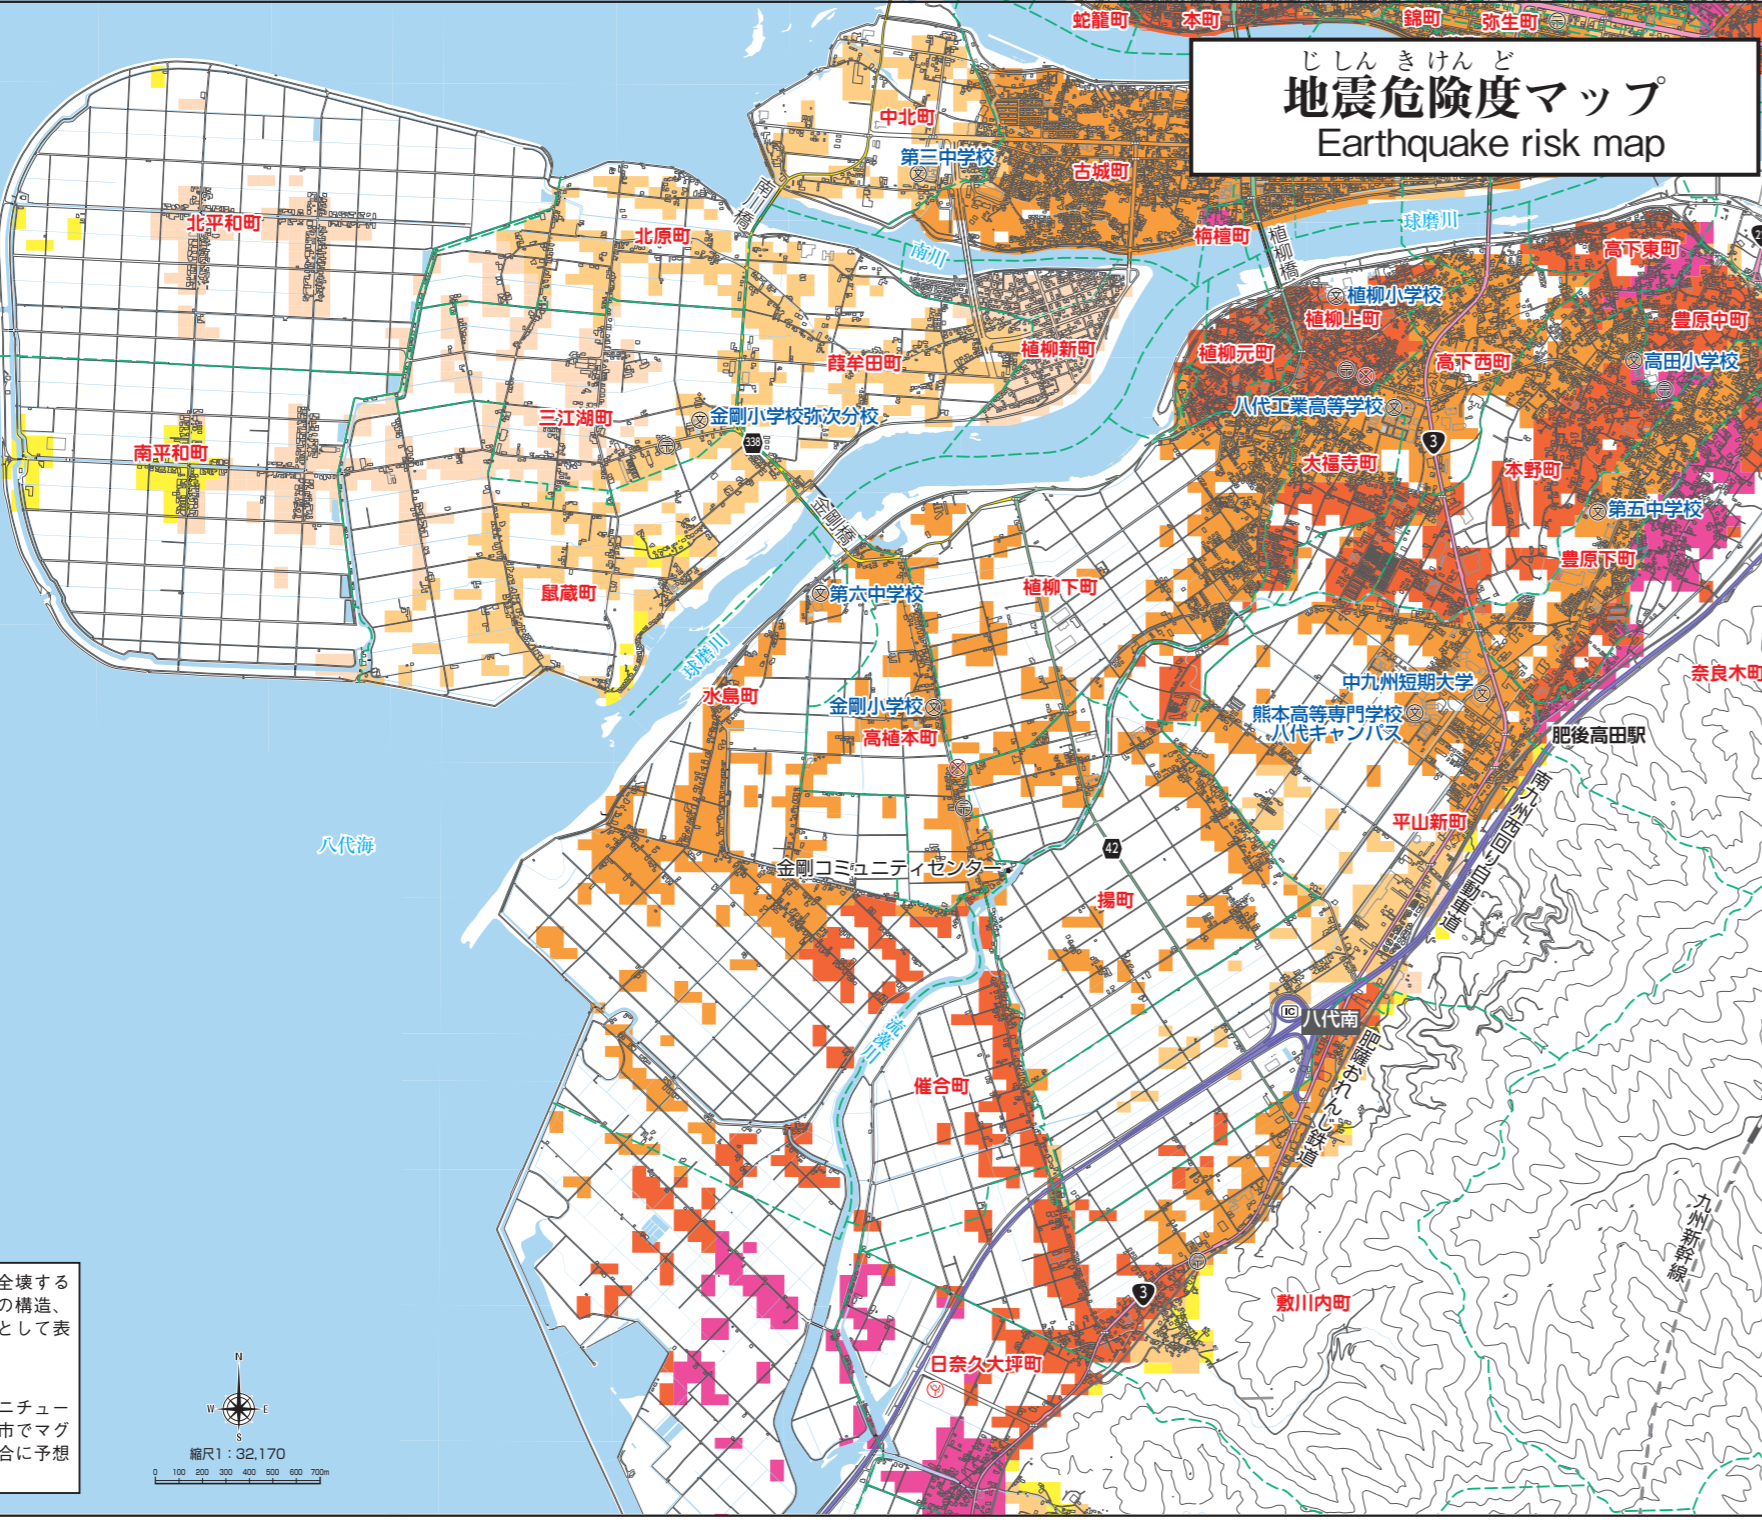 蛇籠町
本町
錦町
弥生町
じしんきけんど
地震危険度マップ
Earthquake risk map
中北町
第三中学校
古城町
南川橋
北平和町
北原町
南川
栴檀町
植柳橋
球磨川
高下東町
植柳小学校
植柳上町
豊原中町
植柳新町
植柳元町
葭牟田町
高下西町
高田小学校
三江湖町
金剛小学校弥次分校
八代工業高等学校
338
3
南平和町
大福寺町
本野町
金剛橋
第五中学校
豊原下町
鼠蔵町
第六中学校
植柳下町
球磨川
水島町
金剛小学校
高植本町
中九州短期大学
熊本高等専門学校
八代キャンパス
奈良木町
肥後高田駅
南九州西回り自動車道
平山新町
八代海
42
金剛コミュニティセンター
揚町
IC
八代南
流藻川
肥薩おれんじ鉄道
催合町
九州新幹線
3
敷川内町
日奈久大坪町
全壊する
の構造、
として表
ニチュー
市でマグ
合に予想
N
W
E
S
縮尺1：32,170
0 100 200 300 400 500 600 700m